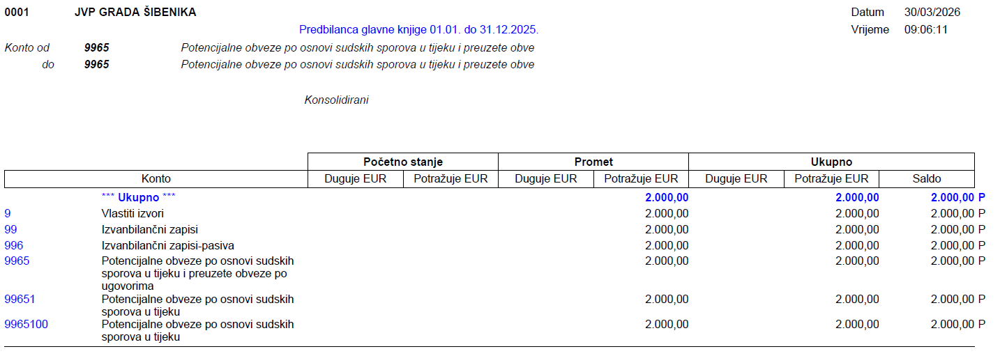 0001 JVP GRADA ŠIBENIKA Datum 30/03/2026
Predbilanca glavne knjige 01.01. do 31.12.2025. Vrijeme 09:06:11
Konto od 9965 Potencijalne obveze po osnovi sudskih sporova u tijeku i preuzete obve
do 9965 Potencijalne obveze po osnovi sudskih sporova u tijeku i preuzete obve
Konsolidirani
Početno stanje Promet Ukupno
Konto Duguje EUR Potražuje EUR Duguje EUR Potražuje EUR Duguje EUR Potražuje EUR Saldo
*** Ukupno *** 2.000,00 2.000,00 2.000,00 P
9 Vlastiti izvori 2.000,00 2.000,00 2.000,00 P
99 Izvanbilančni zapisi 2.000,00 2.000,00 2.000,00 P
996 Izvanbilančni zapisi-pasiva 2.000,00 2.000,00 2.000,00 P
9965 Potencijalne obveze po osnovi sudskih 2.000,00 2.000,00 2.000,00 P
sporova u tijeku i preuzete obveze po
ugovorima
99651 Potencijalne obveze po osnovi sudskih 2.000,00 2.000,00 2.000,00 P
sporova u tijeku
9965100 Potencijalne obveze po osnovi sudskih 2.000,00 2.000,00 2.000,00 P
sporova u tijeku